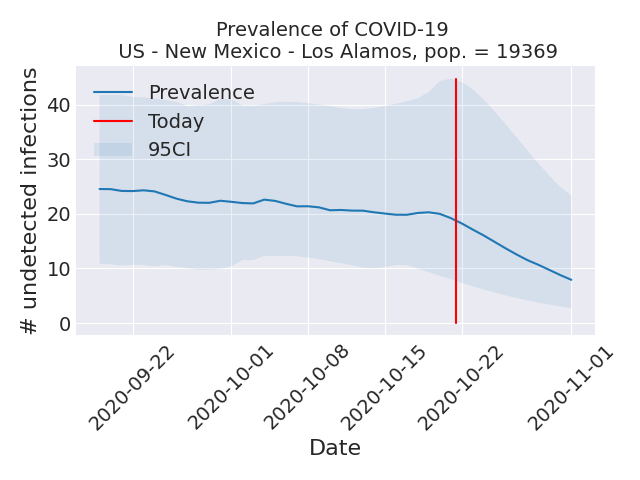 Prevalence of COVID-19
US - New Mexico - Los Alamos, pop. = 19369
# undetected infections
40
30
20
10
0
Prevalence
Today
95CI
2020-09-22
2020-10-01
2020-10-08
2020-10-15
2020-10-22
2020-11-01
Date